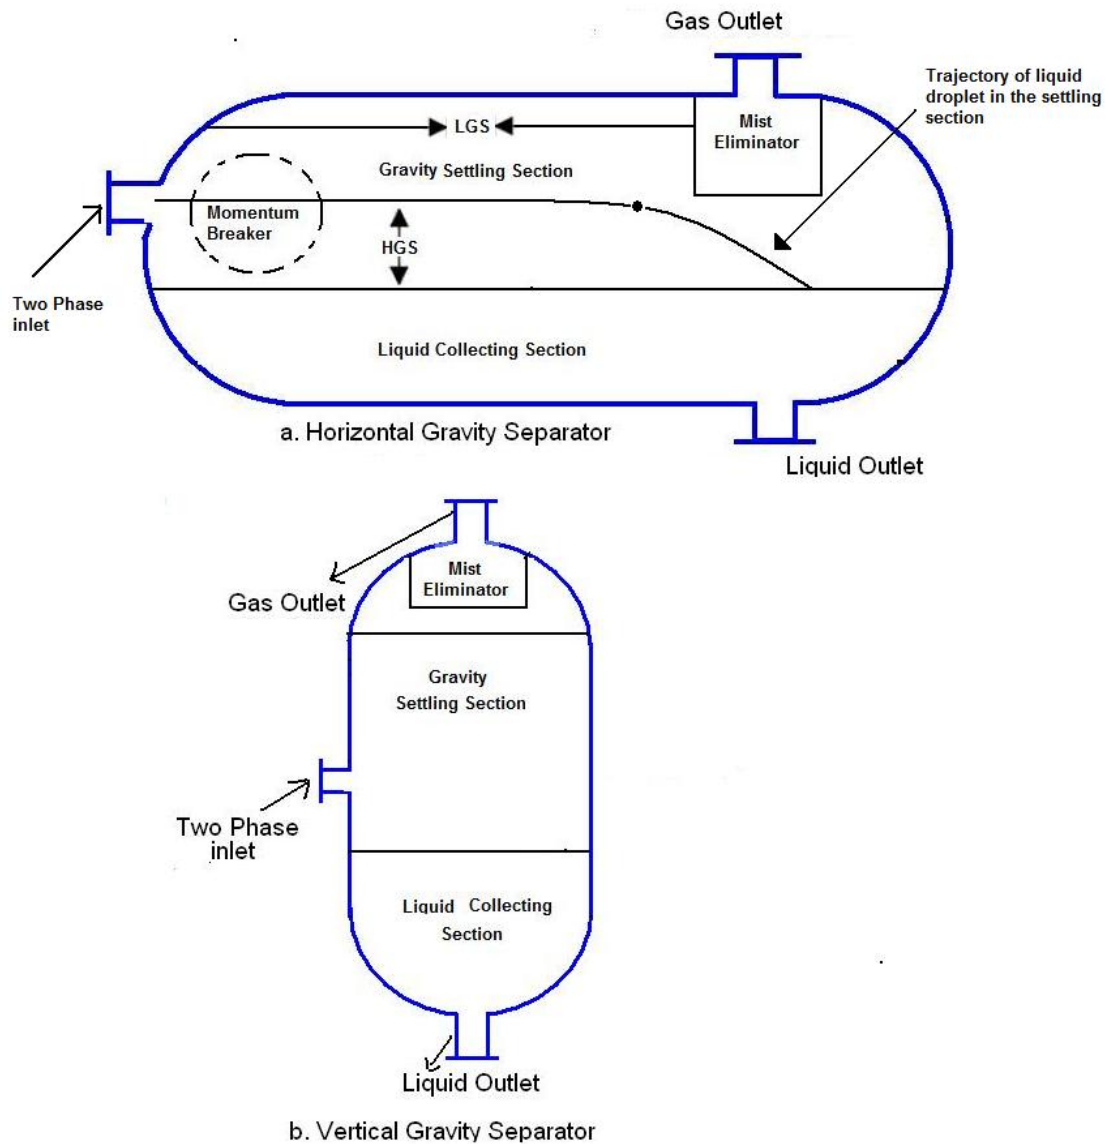 Gas Outlet
Trajectory of liquid
droplet in the settling
section
LGS
Mist
Eliminator
Gravity Settling Section
Momentum
Breaker
HGS
Two Phase
inlet
Liquid Collecting Section
a. Horizontal Gravity Separator
Liquid Outlet
Mist
Eliminator
Gas Outlet
Gravity
Settling Section
Two Phase
inlet
Liquid Collecting
Section
Liquid Outlet
b. Vertical Gravity Separator